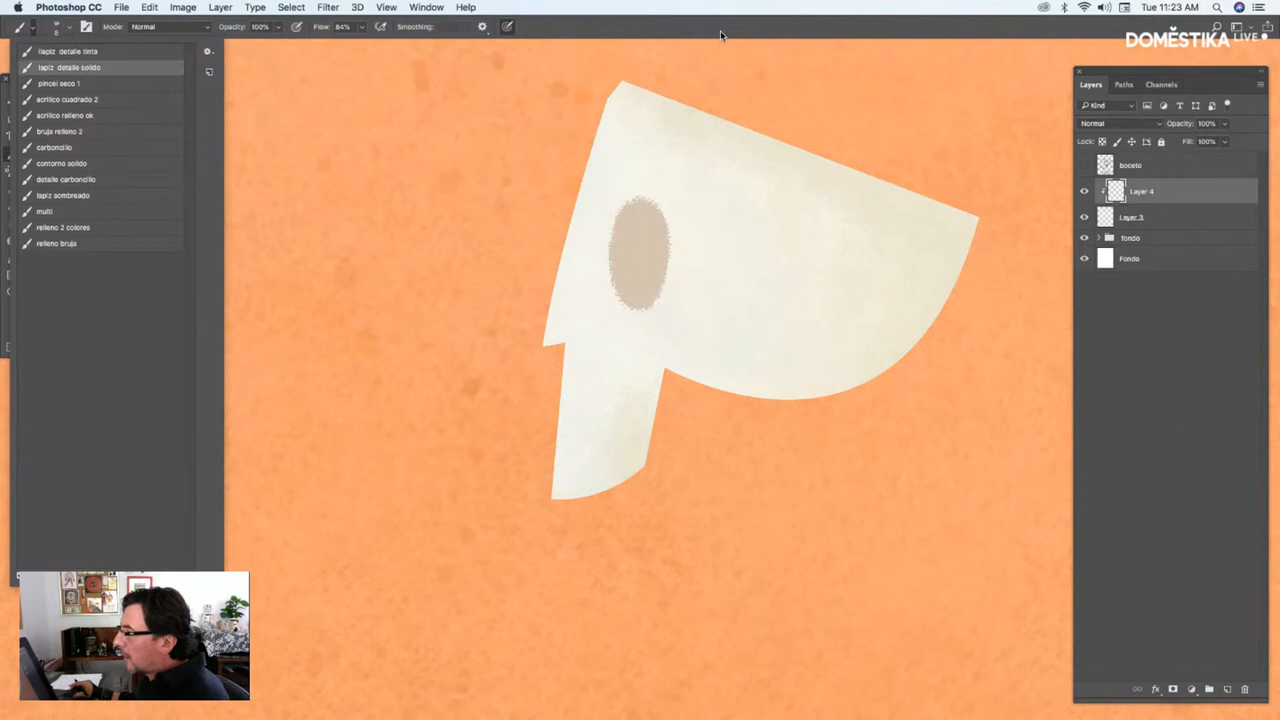 Photoshop CC File Edit Image Layer Type Select Filter 3D View Window Help Tue 11:23 AM
Mode: Normal Opacity: 100% Flow: 84% Smoothing:
DOMESTIKA LIVE
llapiz detalle tinta
lapiz detalle solido
pincel seco 1
acrilico cuadrado 2
acrilico relleno ok
bruja relleno 2
carboncillo
contorno solido
detalle carboncillo
lapiz sombreado
multi
relleno 2 colores
relleno bruja
Layers Paths Channels
Kind
Normal Opacity: 100%
Lock: Fill: 100%
boceto
Layer 4
Layer 3
fondo
Fondo